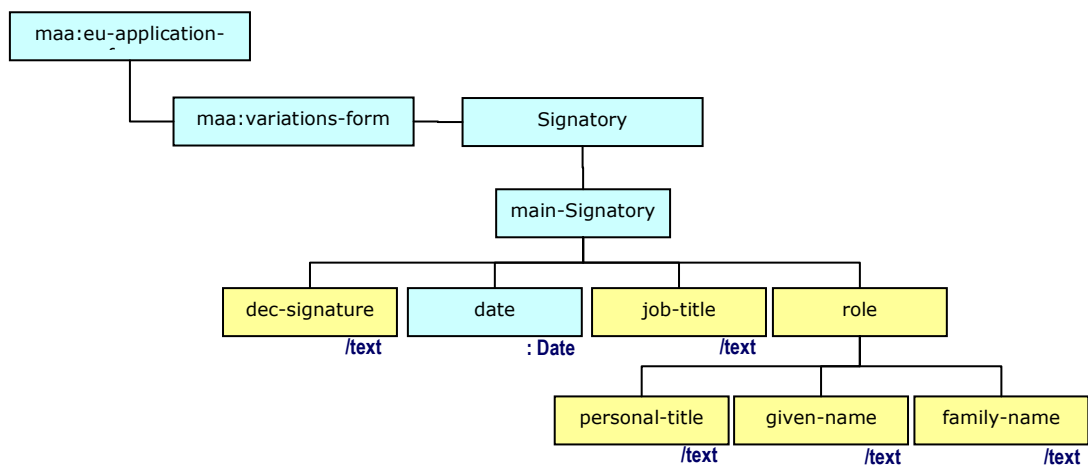 maa:eu-application-
maa:variations-form
Signatory
main-Signatory
dec-signature
date
job-title
role
/text
: Date
/text
personal-title
given-name
family-name
/text
/text
/text